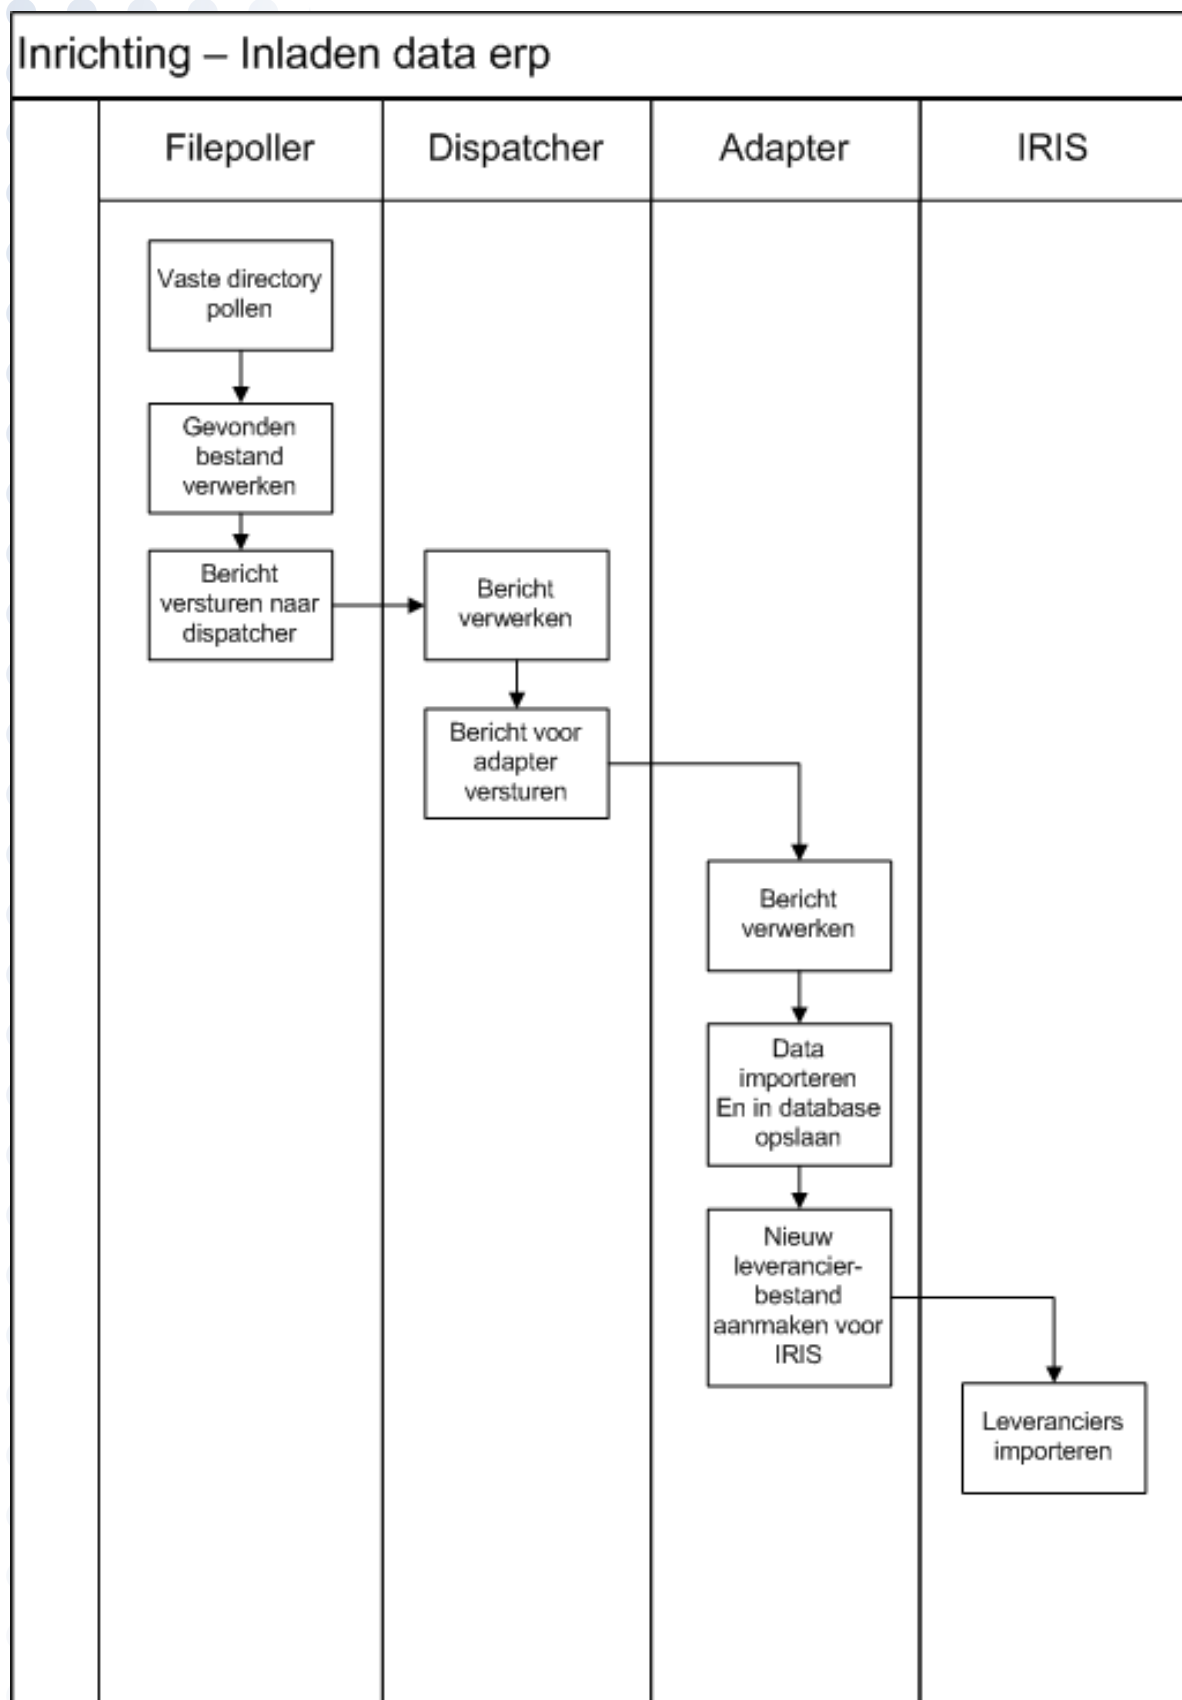 Inrichting – Inladen data erp
Filepoller
Dispatcher
Adapter
IRIS
Vaste directory
pollen
Gevonden
bestand
verwerken
Bericht
versturen naar
dispatcher
Bericht
verwerken
Bericht voor
adapter
versturen
Bericht
verwerken
Data
importeren
En in database
opslaan
Nieuw
leverancier-
bestand
aanmaken voor
IRIS
Leveranciers
importeren